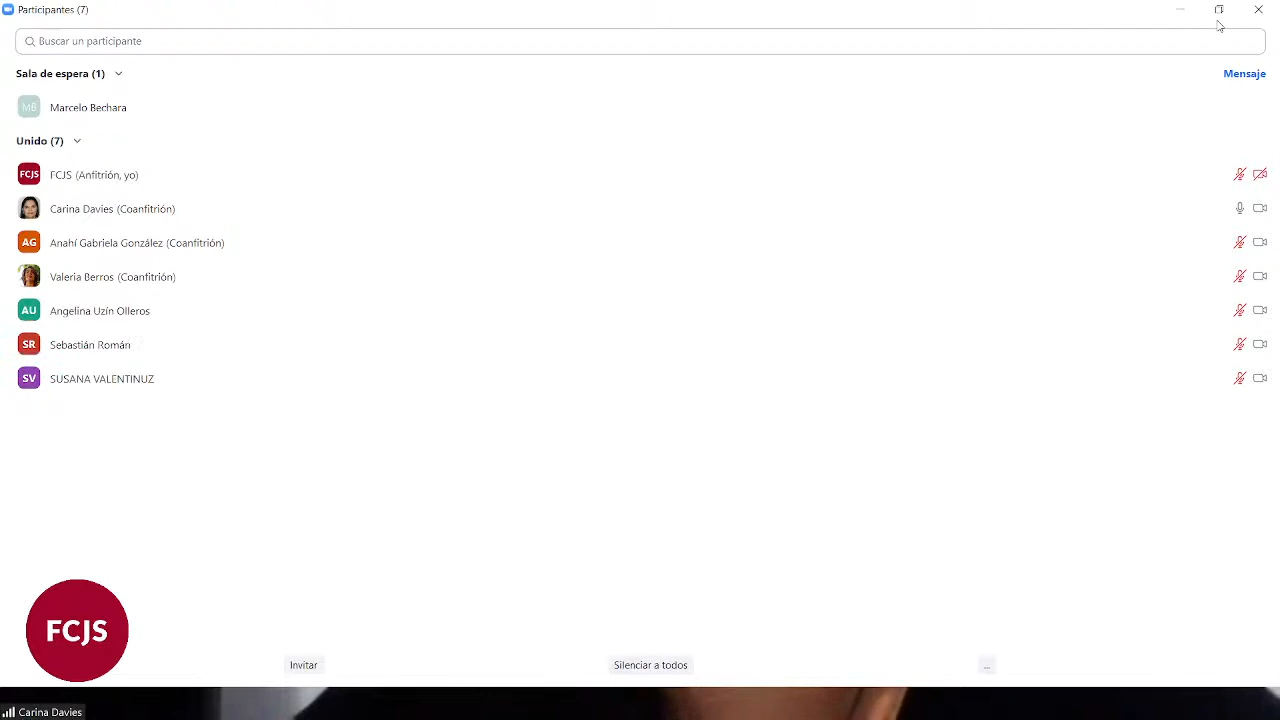 Participantes (7)
Buscar un participante
Sala de espera (1)
Mensaje
MB Marcelo Bechara
Unido (7)
FCJS FCJS (Anfitrión, yo)
Carina Davies (Coanfitrión)
AG Anahí Gabriela González (Coanfitrión)
Valeria Berros (Coanfitrión)
AU Angelina Uzín Olleros
SR Sebastián Román
SV SUSANA VALENTINUZ
FCJS
Invitar
Silenciar a todos
...
Carina Davies